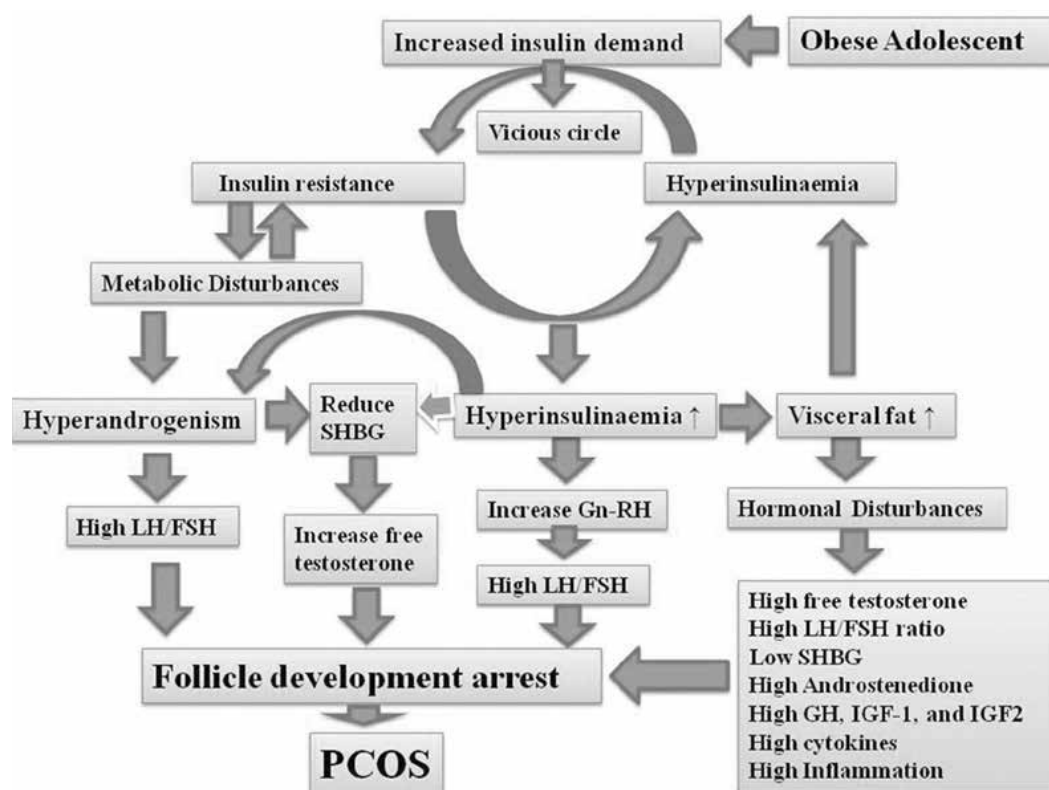 Increased insulin demand
Obese Adolescent
Vicious circle
Insulin resistance
Hyperinsulinaemia
Metabolic Disturbances
Hyperandrogenism
Reduce
SHBG
Hyperinsulinaemia ↑
Visceral fat ↑
High LH/FSH
Increase free
testosterone
Increase Gn-RH
High LH/FSH
Hormonal Disturbances
High free testosterone
High LH/FSH ratio
Low SHBG
High Androstenedione
High GH, IGF-1, and IGF2
High cytokines
High Inflammation
Follicle development arrest
PCOS